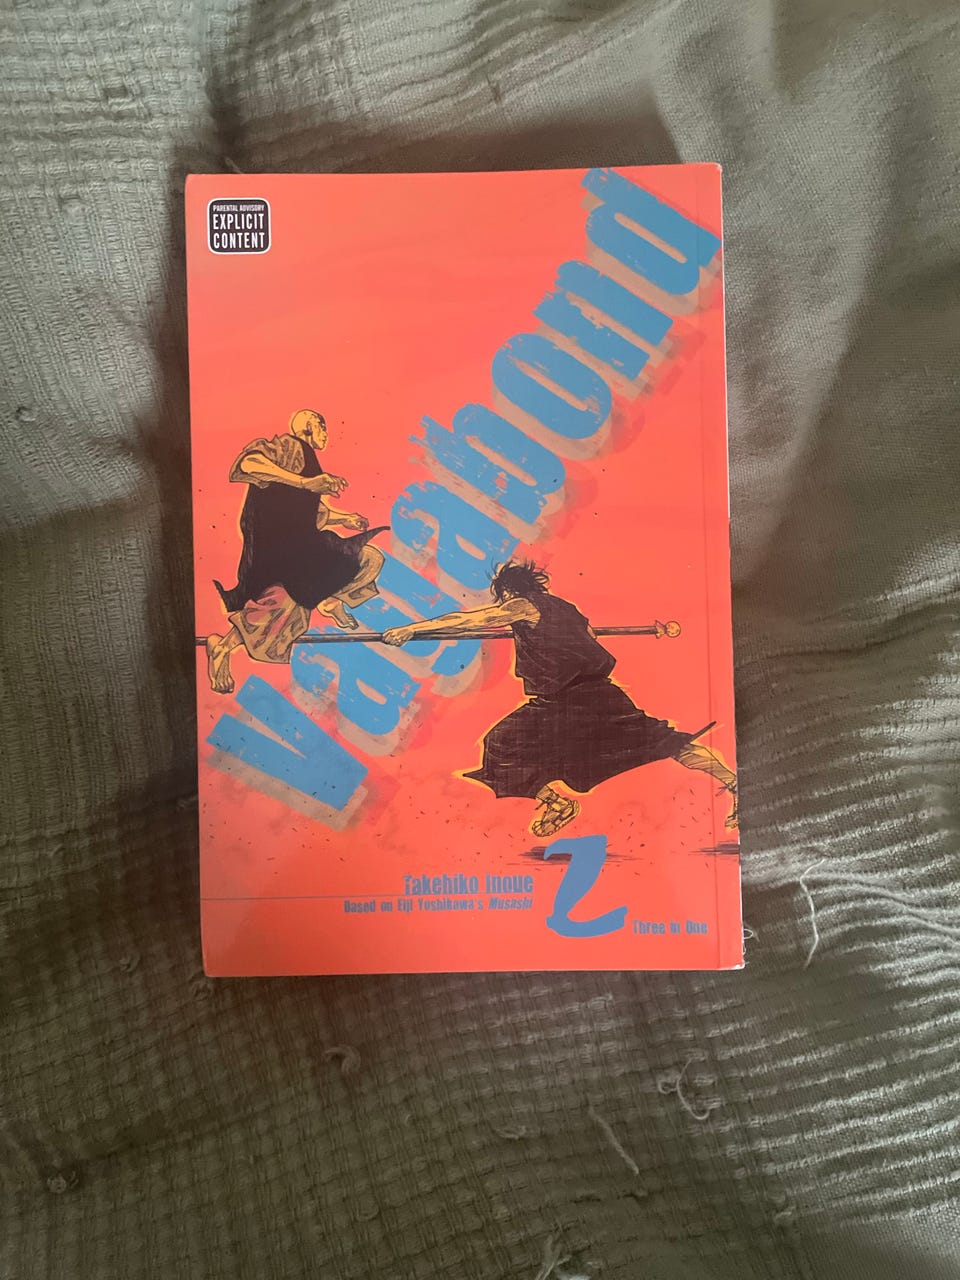 PARENTAL ADVISORY
EXPLICIT
CONTENT
Vagabond
Takehiko Inoue
Based on Eiji Yoshikawa's Musashi
2
Three in One